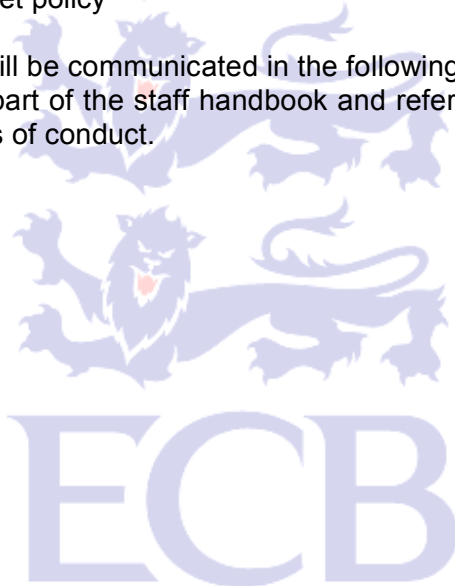 et policy
ill be communicated in the following
part of the staff handbook and refer
s of conduct.
ECB